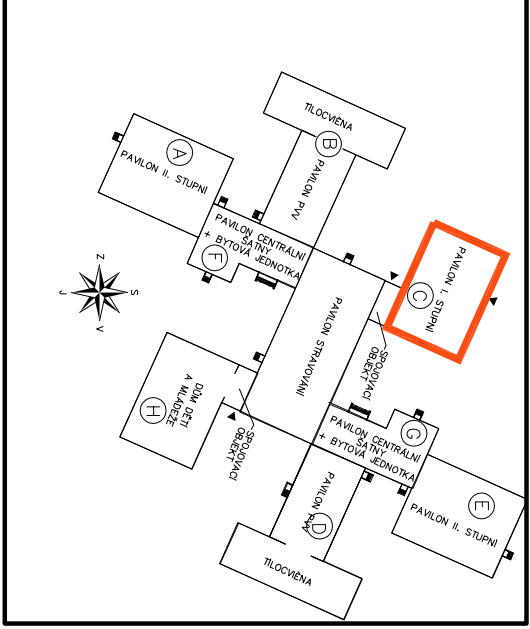 TĚLOCVIČNA
B
PAVILON PVV
A
PAVILON II. STUPNĚ
PAVILON CENTRÁLNÍ
ŠATNY
+ BYTOVÁ JEDNOTKA
F
PAVILON I. STUPNĚ
C
PAVILON STRAVOVÁNÍ
SPOJOVACÍ
OBJEKT
Z
S
J
V
DŮM DĚTÍ
A MLÁDEŽE
H
SPOJOVACÍ
OBJEKT
G
PAVILON CENTRÁLNÍ
ŠATNY
+ BYTOVÁ JEDNOTKA
E
PAVILON II. STUPNĚ
PAVILON PVV
D
TĚLOCVIČNA